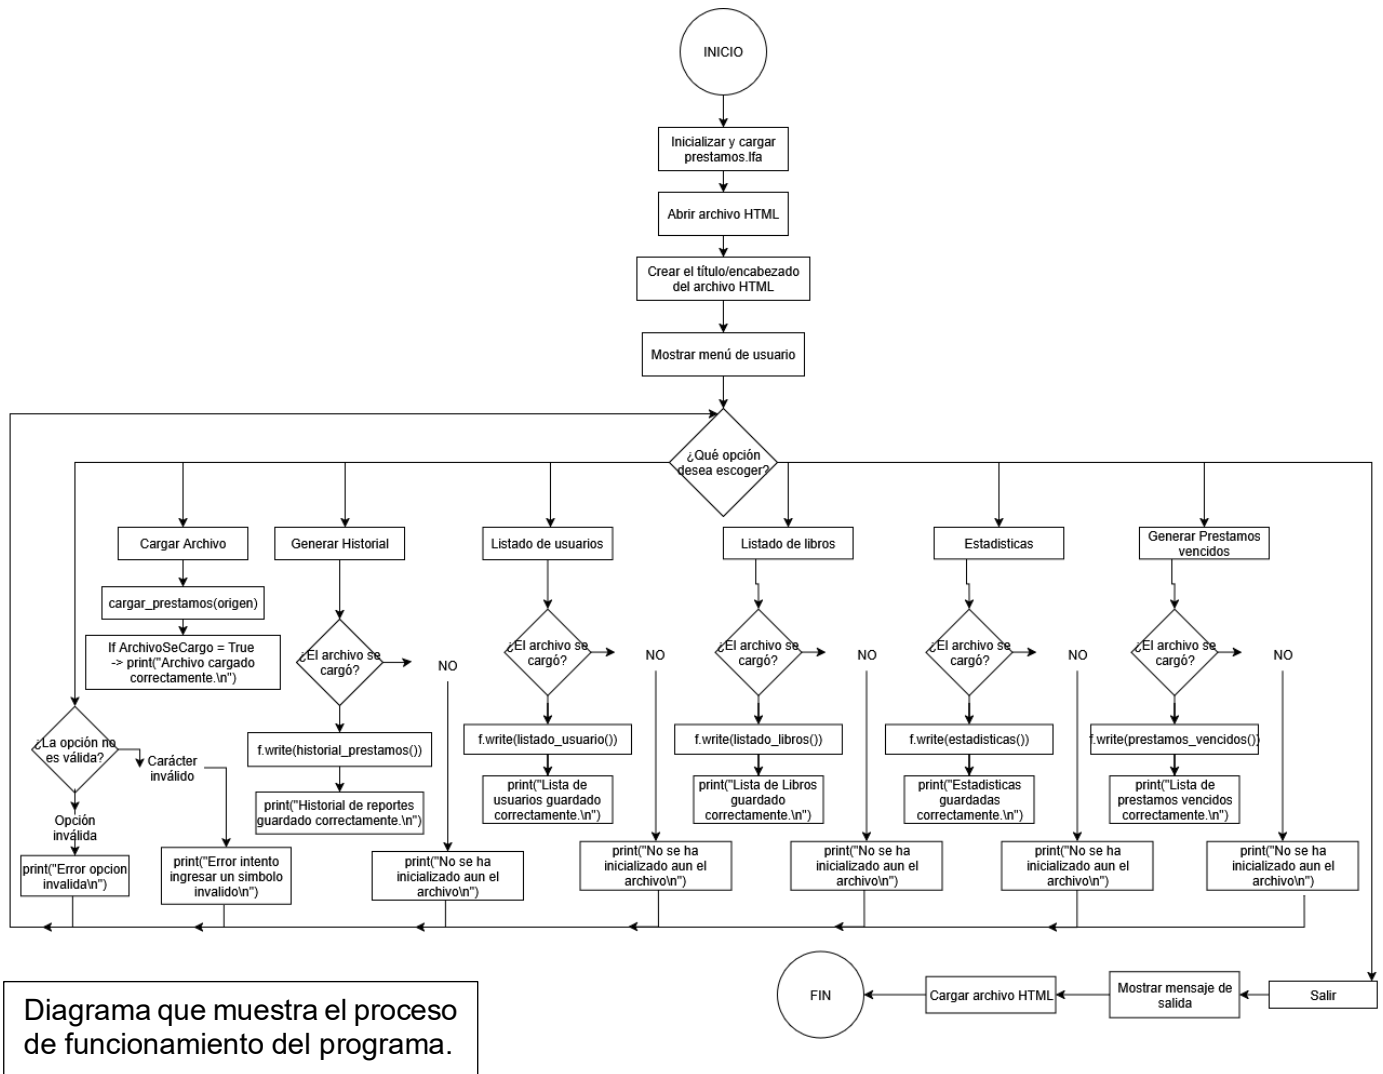 INICIO
Inicializar y cargar
prestamos.lfa
Abrir archivo HTML
Crear el título/encabezado
del archivo HTML
Mostrar menú de usuario
¿Qué opción
desea escoger?
Cargar Archivo
Generar Historial
Listado de usuarios
Listado de libros
Estadisticas
Generar Prestamos
vencidos
cargar_prestamos(origen)
If ArchivoSeCargo = True
-> print("Archivo cargado
correctamente.\n")
¿El archivo se
cargó?
NO
¿El archivo se
cargó?
NO
¿El archivo se
cargó?
NO
¿El archivo se
cargó?
NO
¿El archivo se
cargó?
NO
¿La opción no
es válida?
Carácter
inválido
Opción
inválida
f.write(historial_prestamos())
f.write(listado_usuario())
f.write(listado_libros())
f.write(estadisticas())
f.write(prestamos_vencidos())
print("Historial de reportes
guardado correctamente.\n")
print("Lista de
usuarios guardado
correctamente.\n")
print("Lista de Libros
guardado
correctamente.\n")
print("Estadisticas
guardadas
correctamente.\n")
print("Lista de
prestamos vencidos
correctamente.\n")
print("Error opcion
invalida\n")
print("Error intento
ingresar un simbolo
invalido\n")
print("No se ha
inicializado aun el
archivo\n")
print("No se ha
inicializado aun el
archivo\n")
print("No se ha
inicializado aun el
archivo\n")
print("No se ha
inicializado aun el
archivo\n")
print("No se ha
inicializado aun el
archivo\n")
FIN
Cargar archivo HTML
Mostrar mensaje de
salida
Salir
Diagrama que muestra el proceso
de funcionamiento del programa.